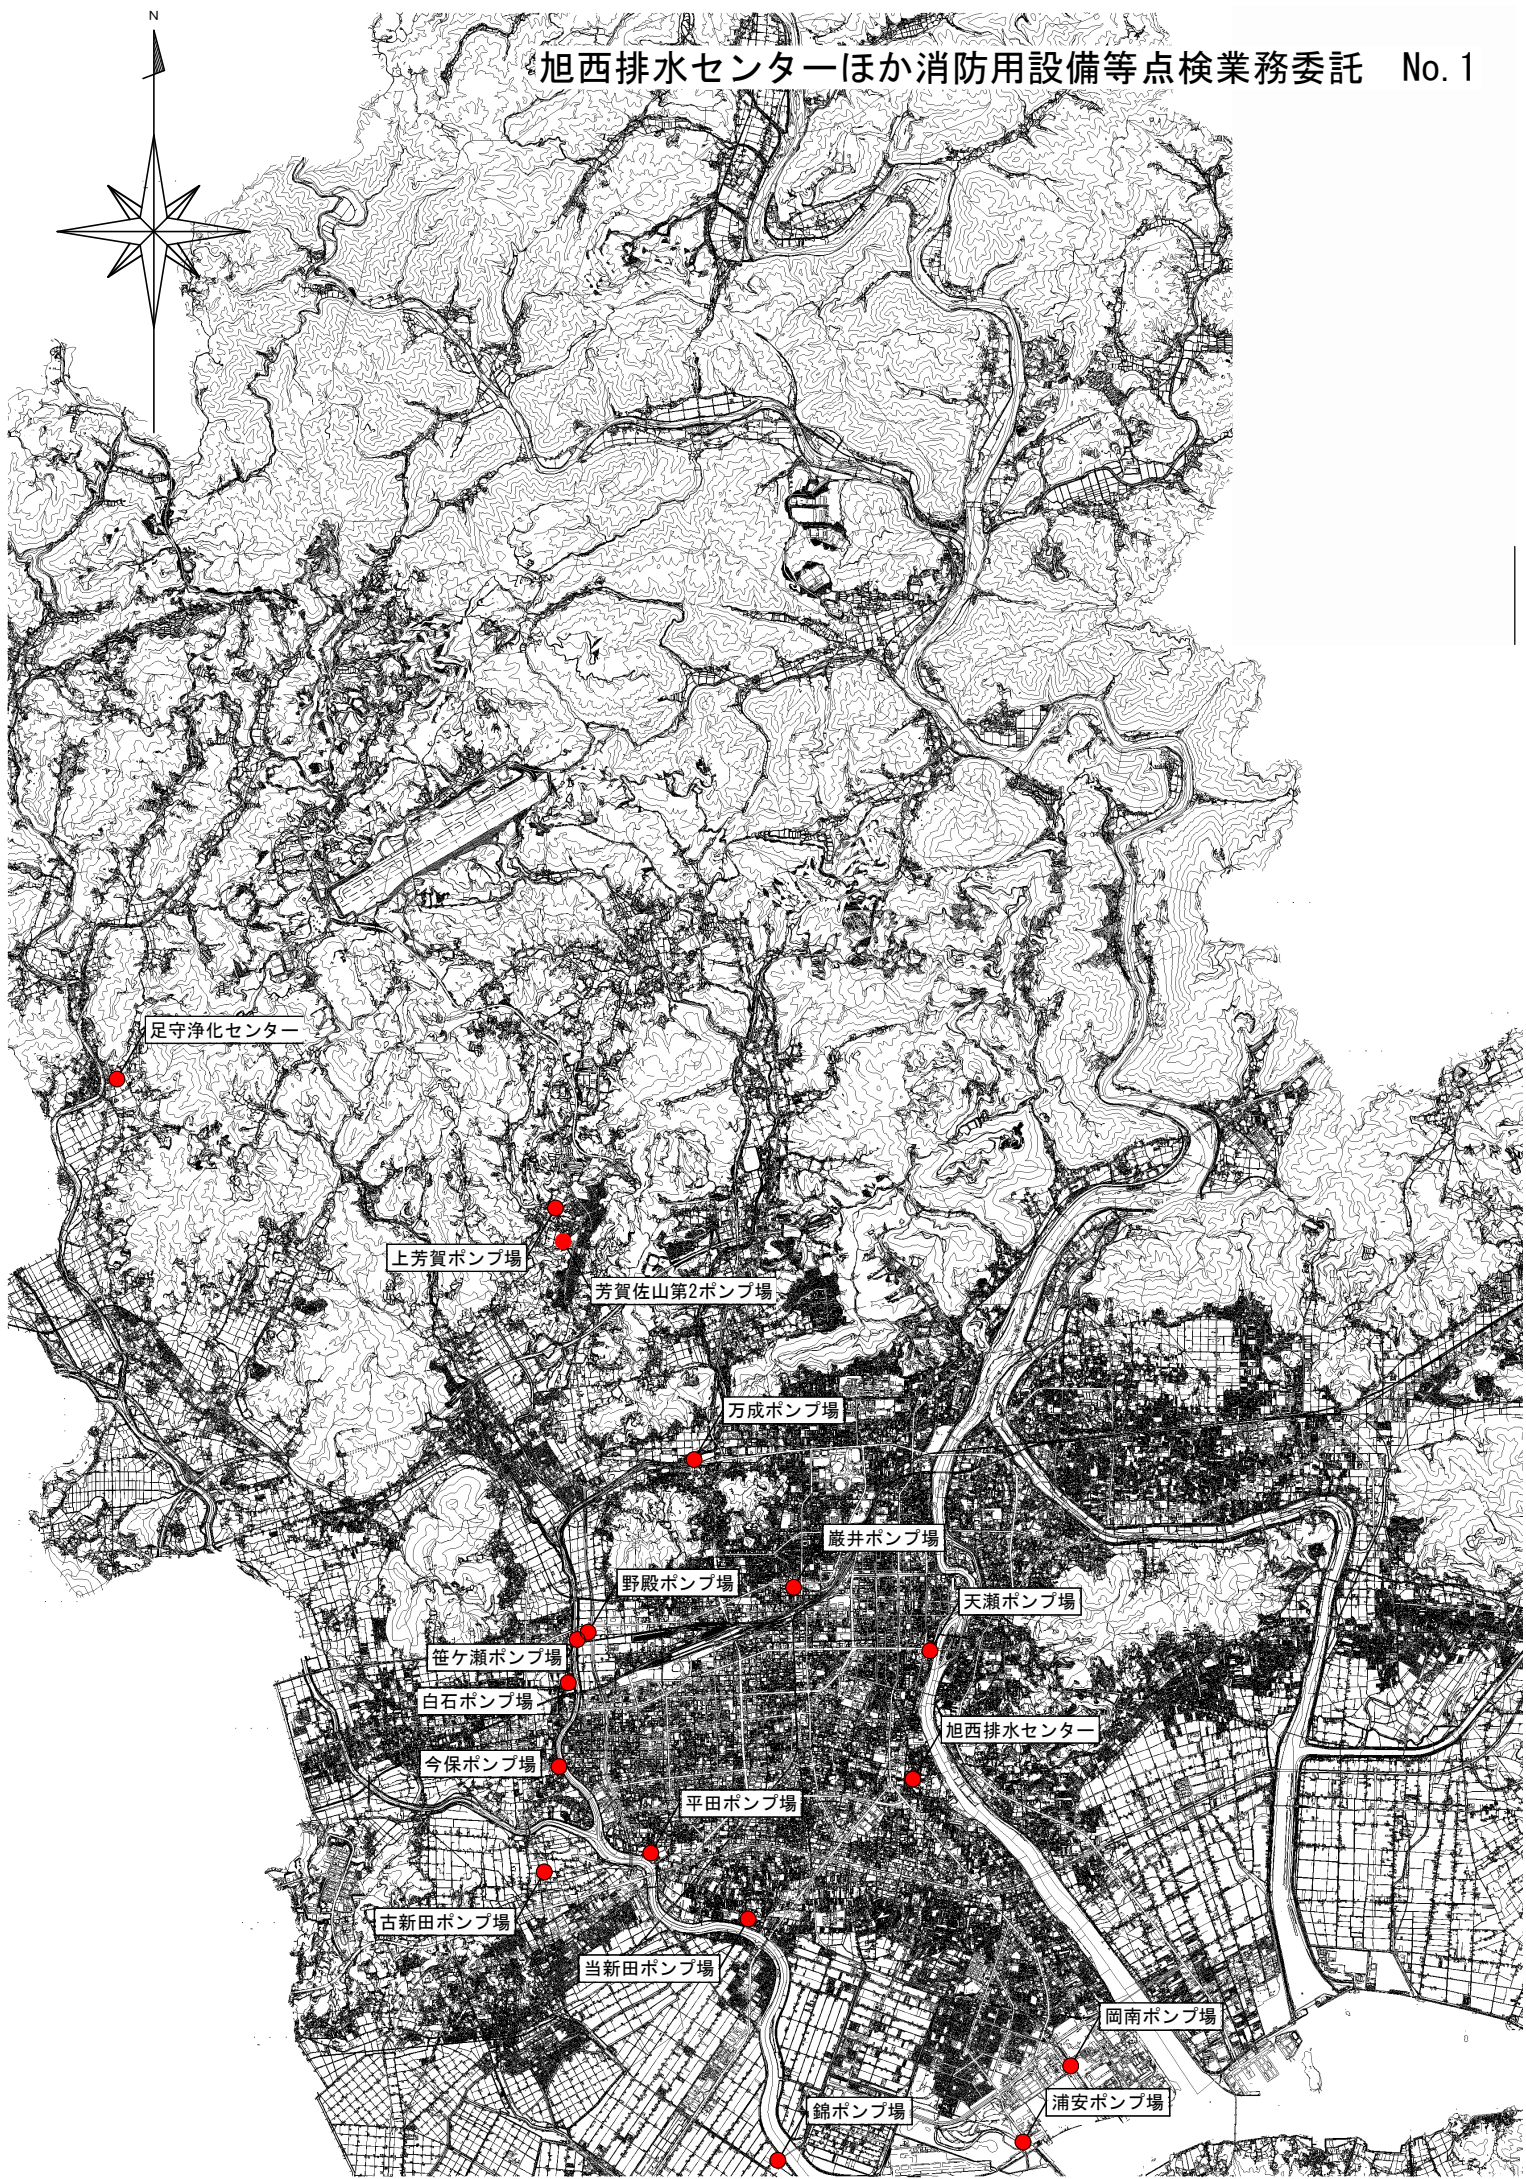 N
旭西排水センターほか消防用設備等点検業務委託　No.1
足守浄化センター
上芳賀ポンプ場
芳賀佐山第2ポンプ場
万成ポンプ場
巌井ポンプ場
野殿ポンプ場
天瀬ポンプ場
笹ケ瀬ポンプ場
白石ポンプ場
旭西排水センター
今保ポンプ場
平田ポンプ場
古新田ポンプ場
当新田ポンプ場
岡南ポンプ場
浦安ポンプ場
錦ポンプ場